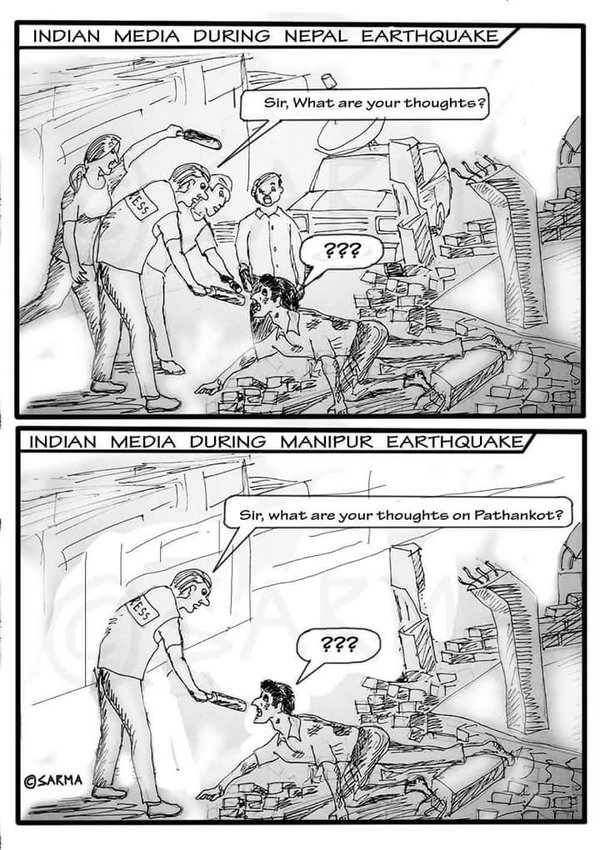 INDIAN MEDIA DURING NEPAL EARTHQUAKE
Sir, What are your thoughts?
ESS
???
INDIAN MEDIA DURING MANIPUR EARTHQUAKE
Sir, what are your thoughts on Pathankot?
ESS
???
©SARMA